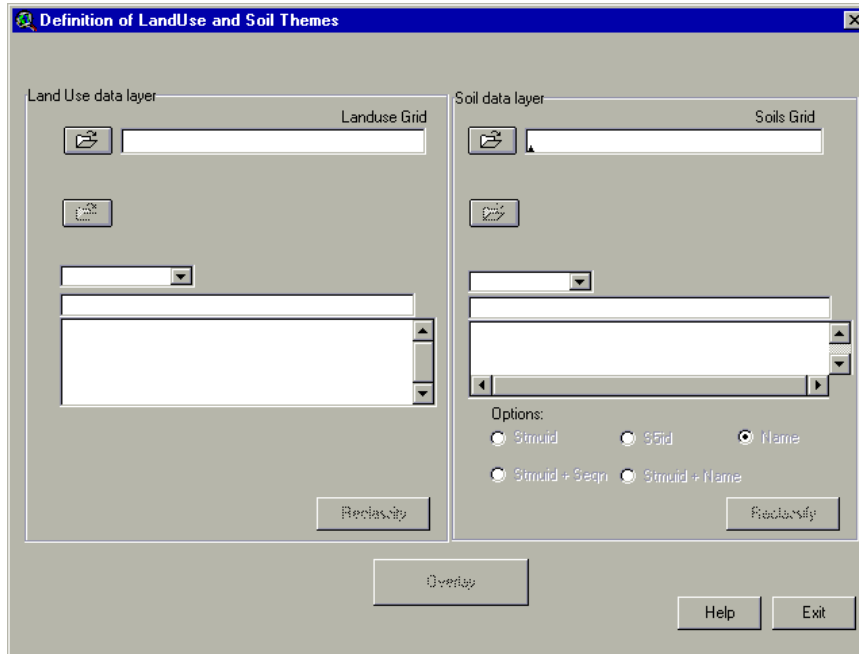 Definition of LandUse and Soil Themes
Land Use data layer
Landuse Grid
Soil data layer
Soils Grid
Options:
Stmuid
S5id
Name
Stmuid + Seqn
Stmuid + Name
Reclassify
Reclassify
Overlay
Help
Exit